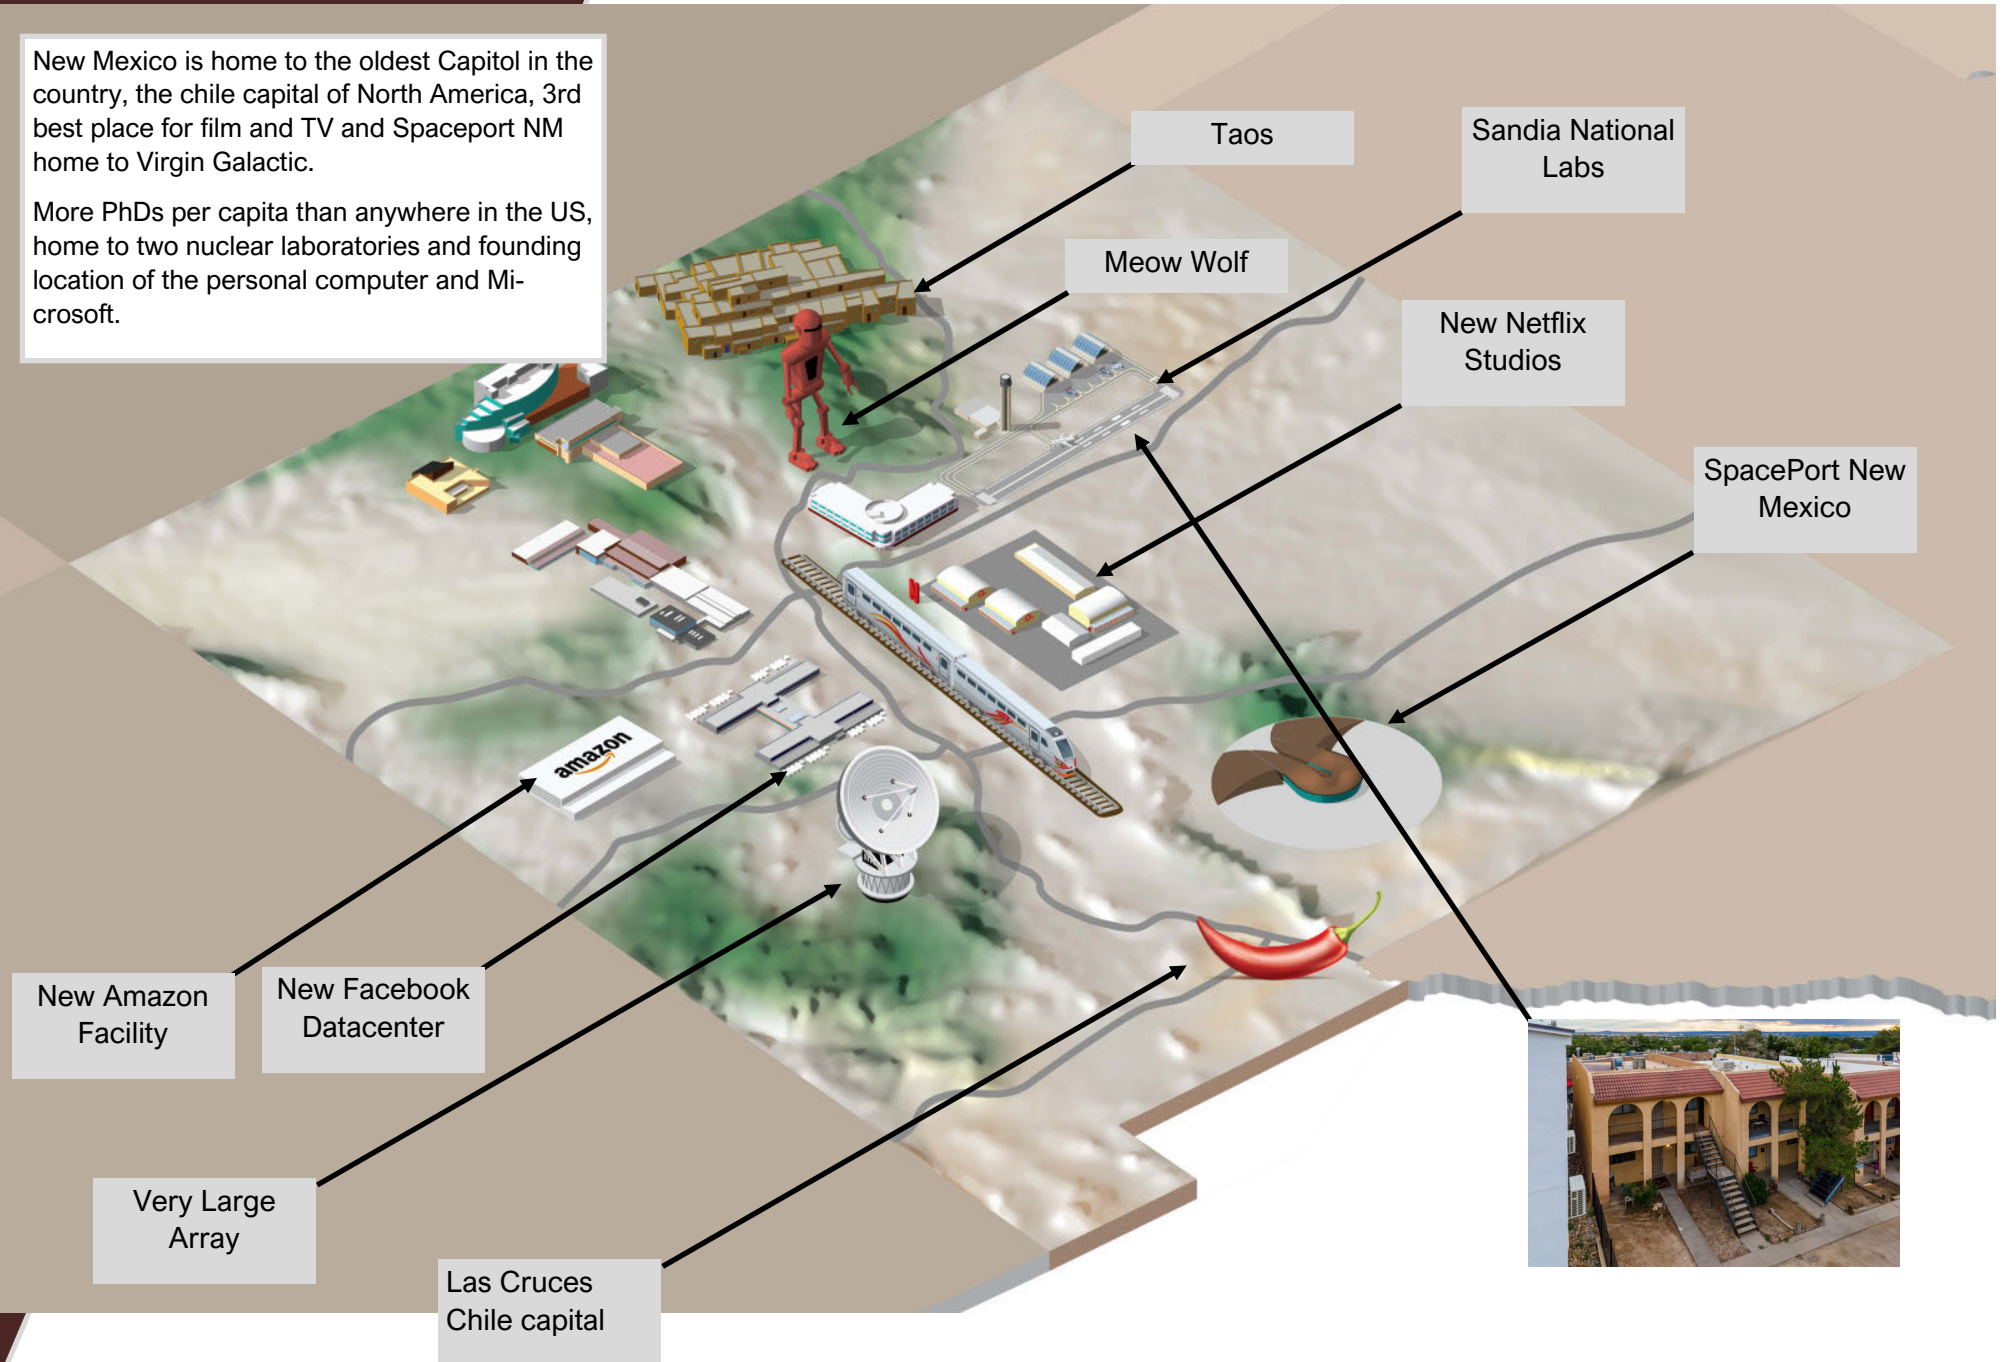 New Mexico is home to the oldest Capitol in the
country, the chile capital of North America, 3rd
best place for film and TV and Spaceport NM
home to Virgin Galactic.
More PhDs per capita than anywhere in the US,
home to two nuclear laboratories and founding
location of the personal computer and Mi-
crosoft.
Taos
Sandia National
Labs
Meow Wolf
New Netflix
Studios
SpacePort New
Mexico
N
amazon
New Amazon
Facility
New Facebook
Datacenter
Very Large
Array
Las Cruces
Chile capital